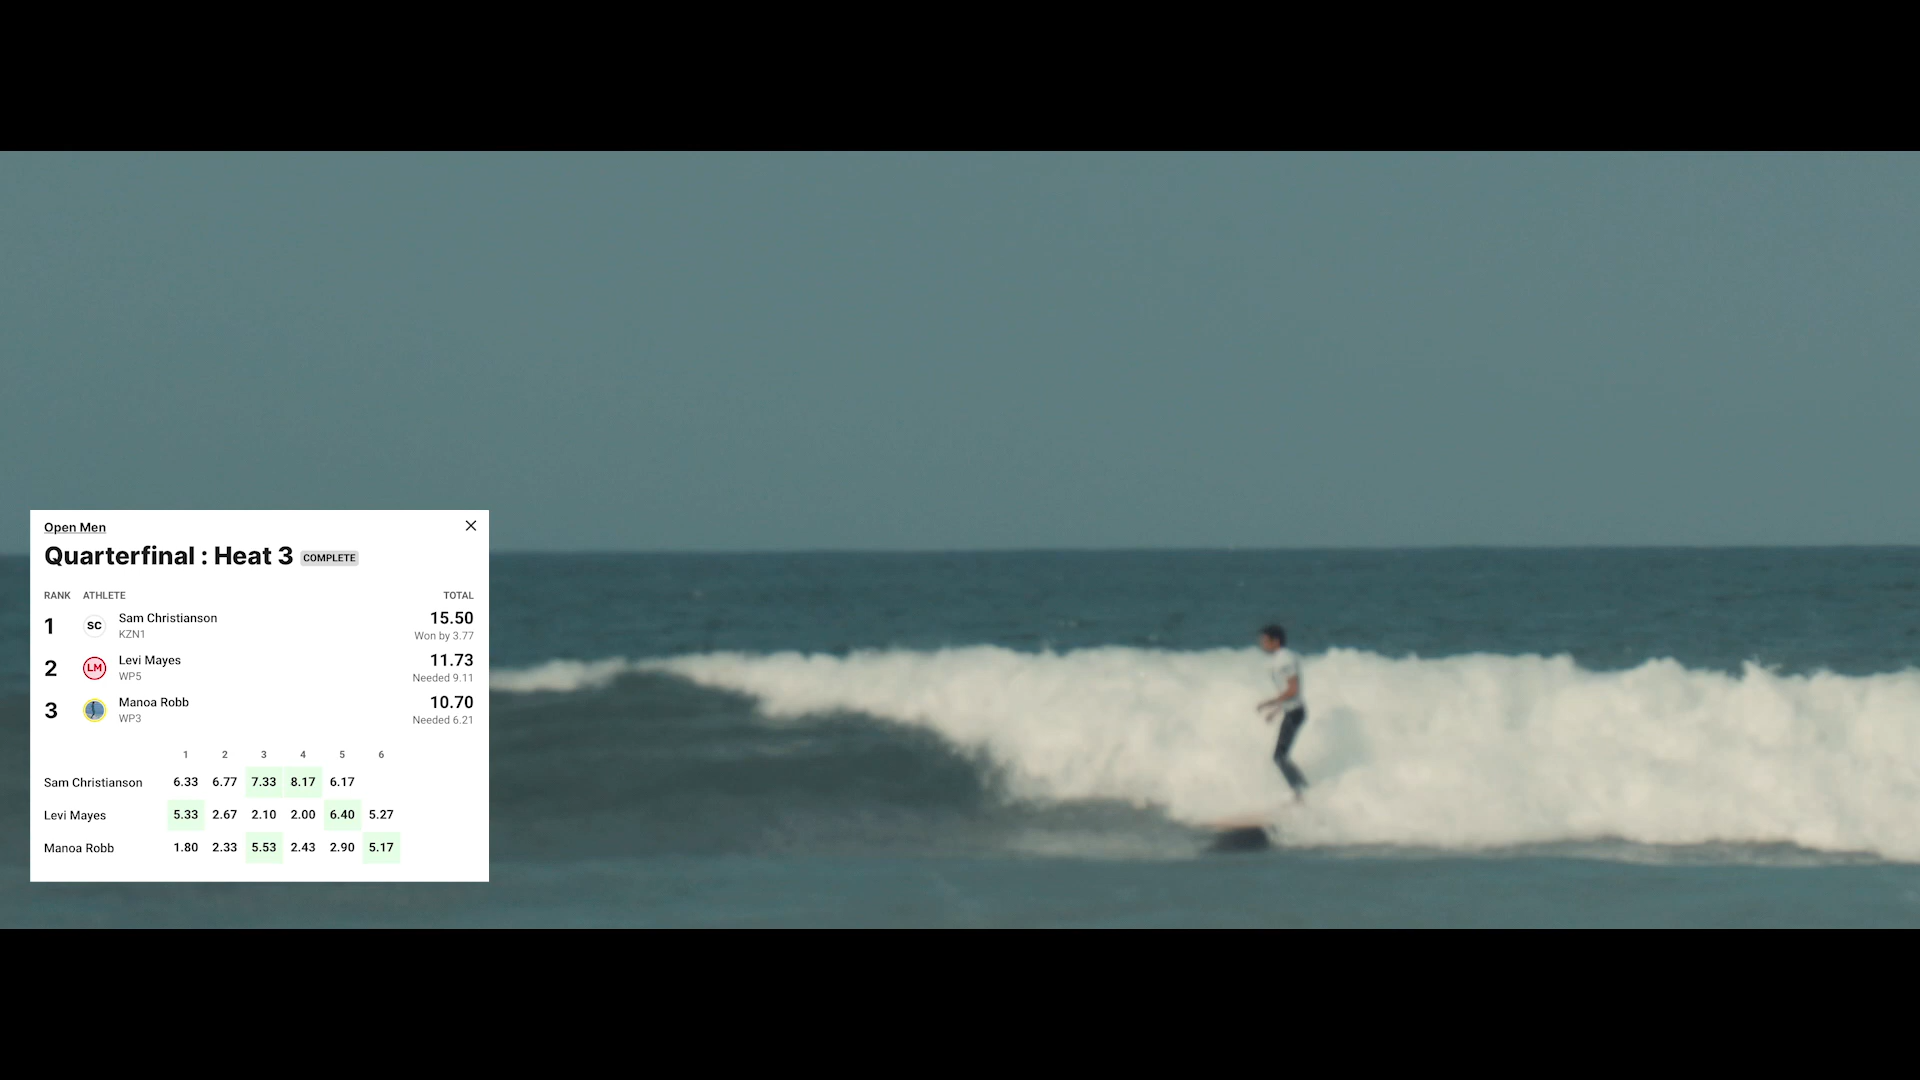 Open Men
Quarterfinal : Heat 3 COMPLETE
RANK ATHLETE TOTAL
1 SC Sam Christianson 15.50
KZN1 Won by 3.77
2 LM Levi Mayes 11.73
WP5 Needed 9.11
3 Manoa Robb 10.70
WP3 Needed 6.21
1 2 3 4 5 6
Sam Christianson 6.33 6.77 7.33 8.17 6.17
Levi Mayes 5.33 2.67 2.10 2.00 6.40 5.27
Manoa Robb 1.80 2.33 5.53 2.43 2.90 5.17